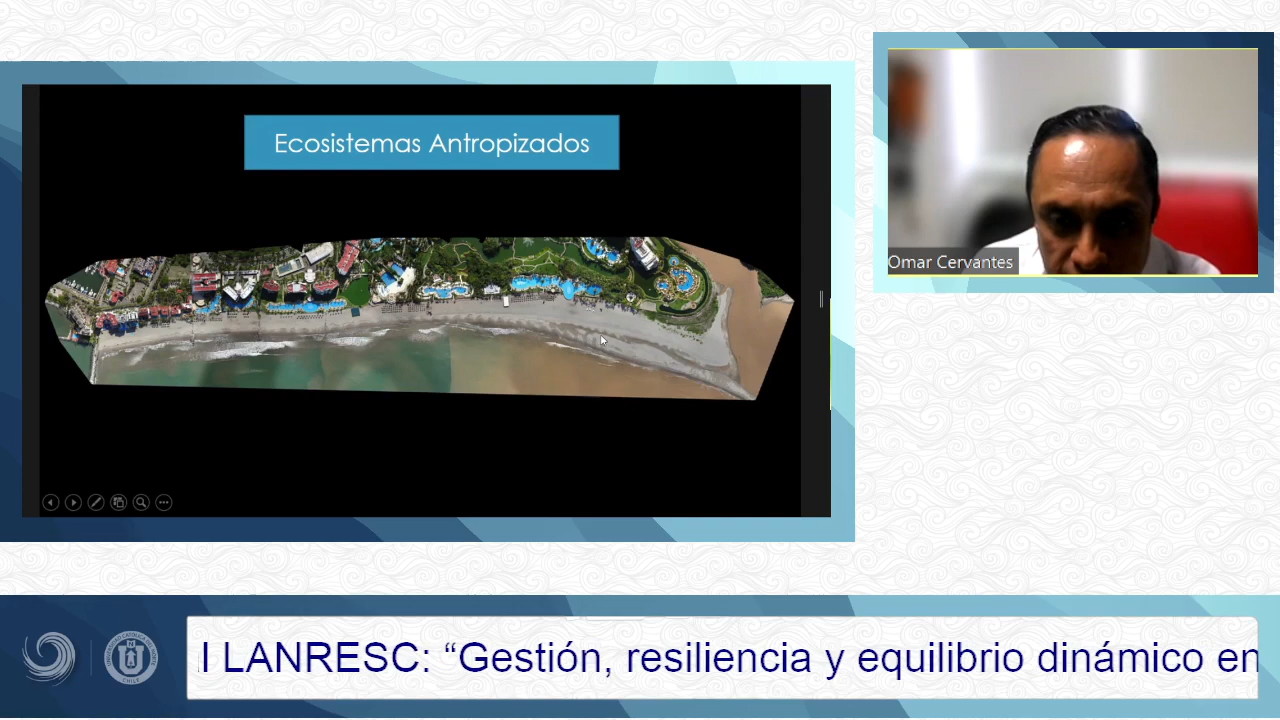 Ecosistemas Antropizados
Omar Cervantes
I LANRESC: “Gestión, resiliencia y equilibrio dinámico en